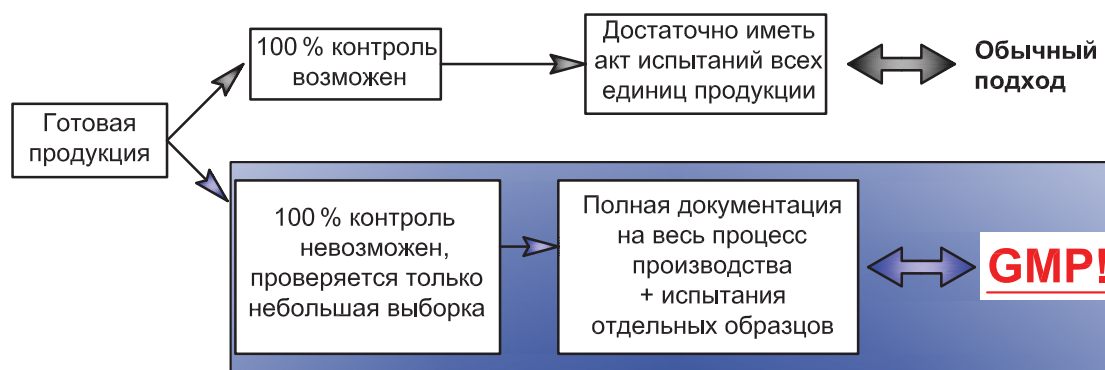 Готовая
продукция
100 % контроль
возможен
Достаточно иметь
акт испытаний всех
единиц продукции
Обычный
подход
100 % контроль
невозможен,
проверяется только
небольшая выборка
Полная документация
на весь процесс
производства
+ испытания
отдельных образцов
GMP!